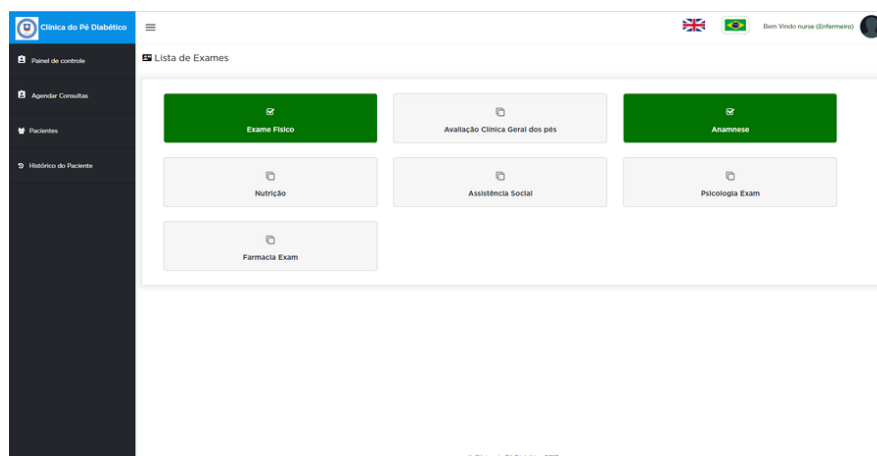 Clínica do Pé Diabético
Bem Vindo nurse (Enfermeiro)
Painel de controle
Agendar Consultas
Pacientes
Histórico do Paciente
Lista de Exames
Exame Físico
Avaliação Clínica Geral dos pés
Anamnese
Nutrição
Assistência Social
Psicologia Exam
Farmacia Exam